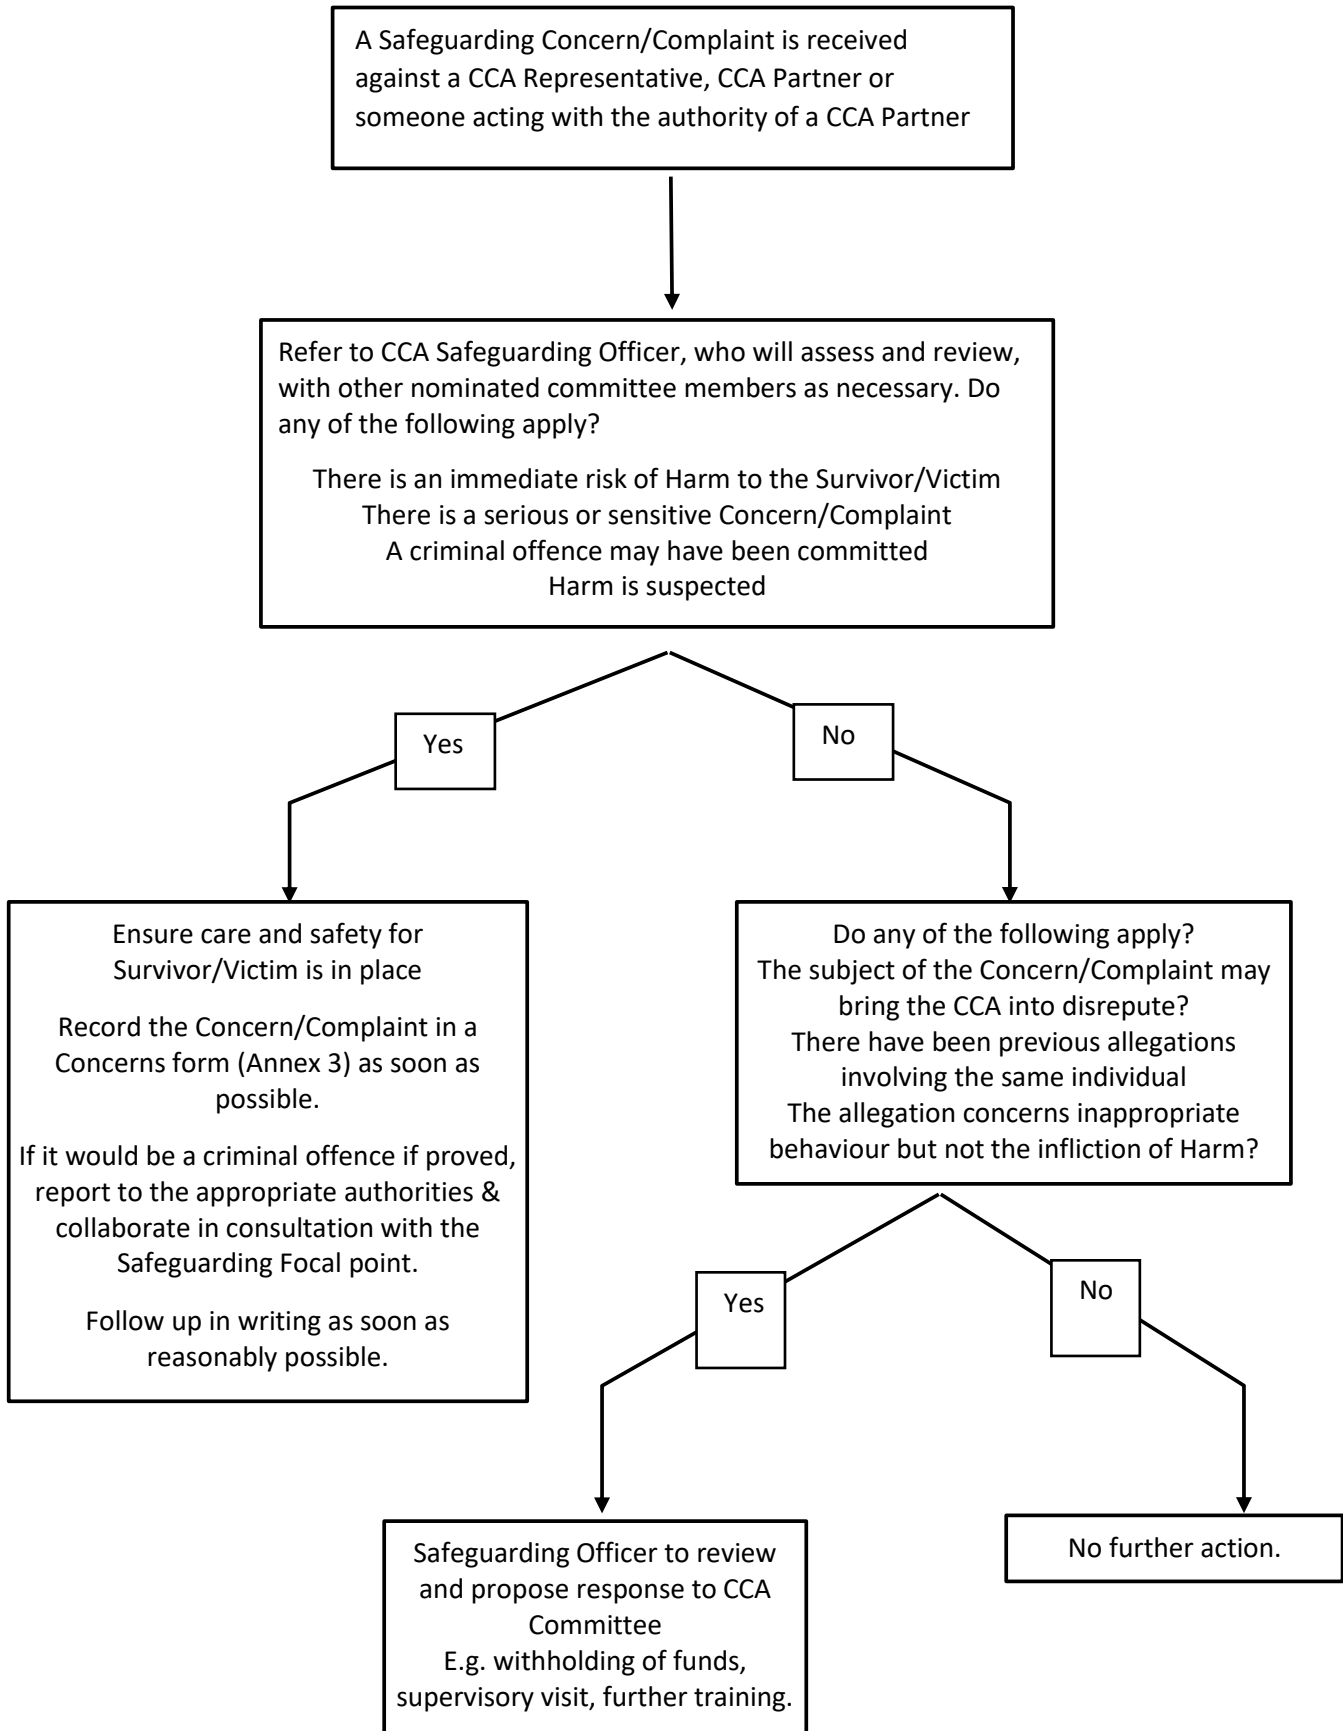 A Safeguarding Concern/Complaint is received
against a CCA Representative, CCA Partner or
someone acting with the authority of a CCA Partner
Refer to CCA Safeguarding Officer, who will assess and review,
with other nominated committee members as necessary. Do
any of the following apply?
There is an immediate risk of Harm to the Survivor/Victim
There is a serious or sensitive Concern/Complaint
A criminal offence may have been committed
Harm is suspected
Yes
No
Ensure care and safety for
Survivor/Victim is in place
Record the Concern/Complaint in a
Concerns form (Annex 3) as soon as
possible.
If it would be a criminal offence if proved,
report to the appropriate authorities &
collaborate in consultation with the
Safeguarding Focal point.
Follow up in writing as soon as
reasonably possible.
Do any of the following apply?
The subject of the Concern/Complaint may
bring the CCA into disrepute?
There have been previous allegations
involving the same individual
The allegation concerns inappropriate
behaviour but not the infliction of Harm?
Yes
No
Safeguarding Officer to review
and propose response to CCA
Committee
E.g. withholding of funds,
supervisory visit, further training.
No further action.